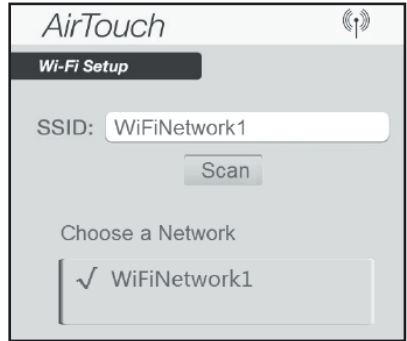 AirTouch
Wi-Fi Setup
SSID: WiFiNetwork1
Scan
Choose a Network
√ WiFiNetwork1